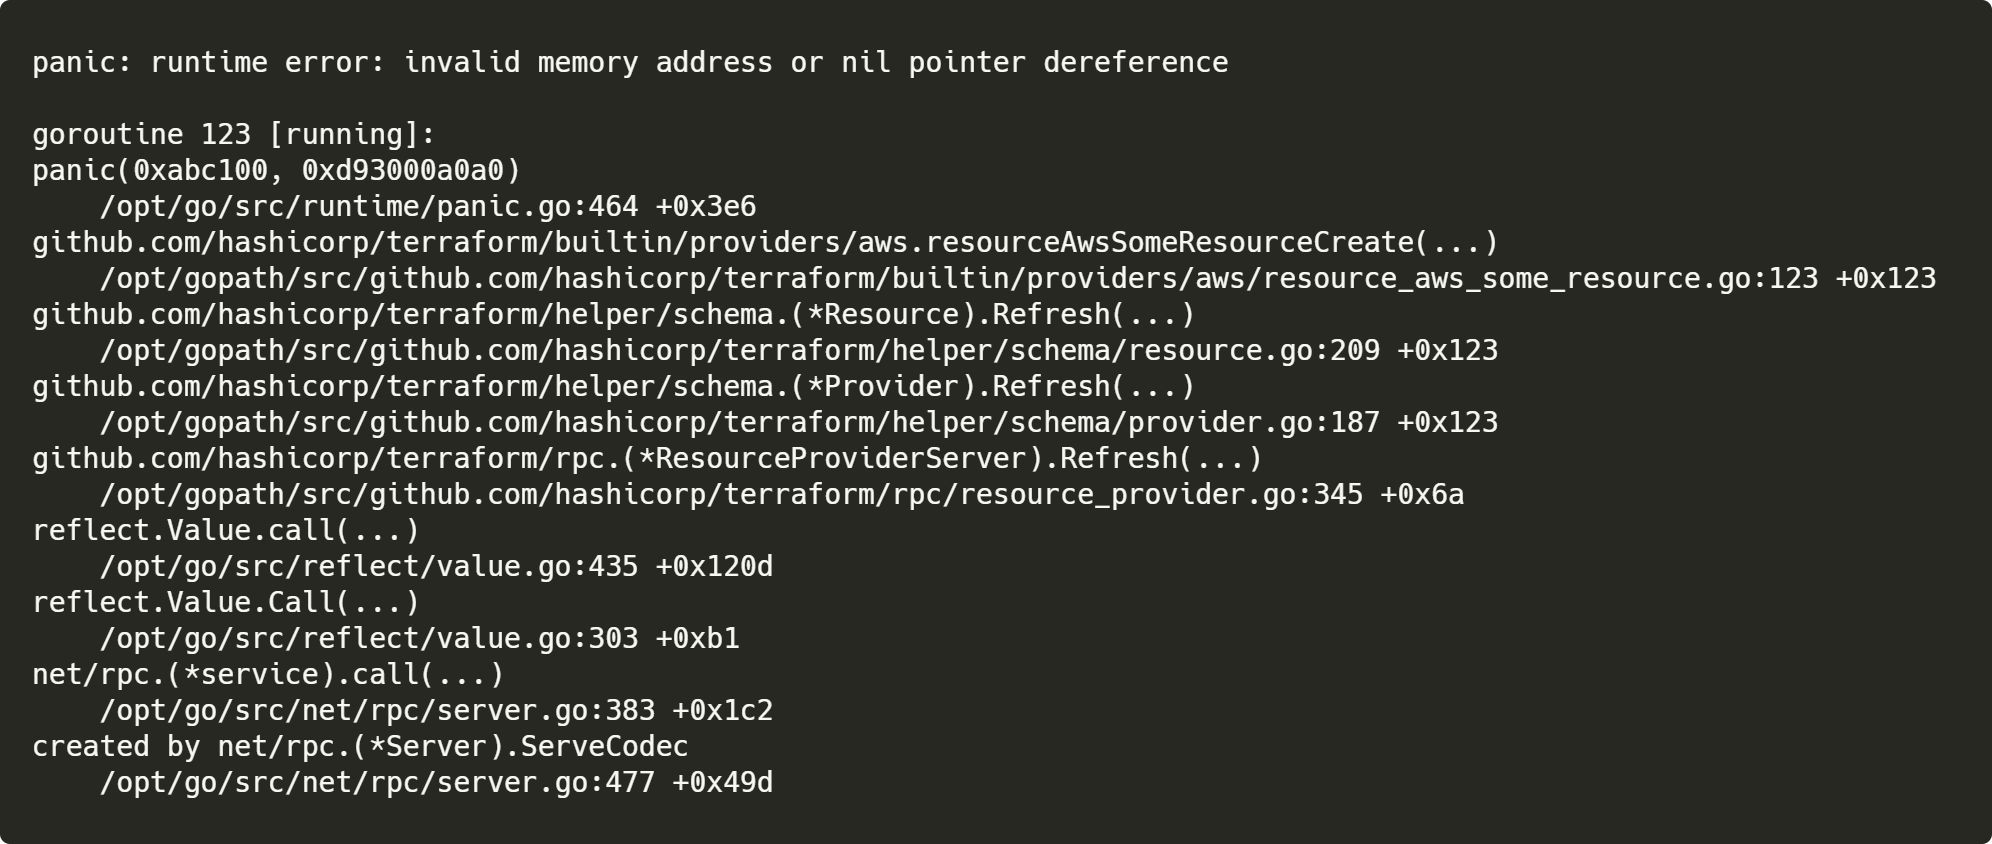 panic: runtime error: invalid memory address or nil pointer dereference
goroutine 123 [running]:
panic(0xabc100, 0xd93000a0a0)
/opt/go/src/runtime/panic.go:464 +0x3e6
github.com/hashicorp/terraform/builtin/providers/aws.resourceAwsSomeResourceCreate(...)
/opt/gopath/src/github.com/hashicorp/terraform/builtin/providers/aws/resource_aws_some_resource.go:123 +0x123
github.com/hashicorp/terraform/helper/schema.(*Resource).Refresh(...)
/opt/gopath/src/github.com/hashicorp/terraform/helper/schema/resource.go:209 +0x123
github.com/hashicorp/terraform/helper/schema.(*Provider).Refresh(...)
/opt/gopath/src/github.com/hashicorp/terraform/helper/schema/provider.go:187 +0x123
github.com/hashicorp/terraform/rpc.(*ResourceProviderServer).Refresh(...)
/opt/gopath/src/github.com/hashicorp/terraform/rpc/resource_provider.go:345 +0x6a
reflect.Value.call(...)
/opt/go/src/reflect/value.go:435 +0x120d
reflect.Value.Call(...)
/opt/go/src/reflect/value.go:303 +0xb1
net/rpc.(*service).call(...)
/opt/go/src/net/rpc/server.go:383 +0x1c2
created by net/rpc.(*Server).ServeCodec
/opt/go/src/net/rpc/server.go:477 +0x49d